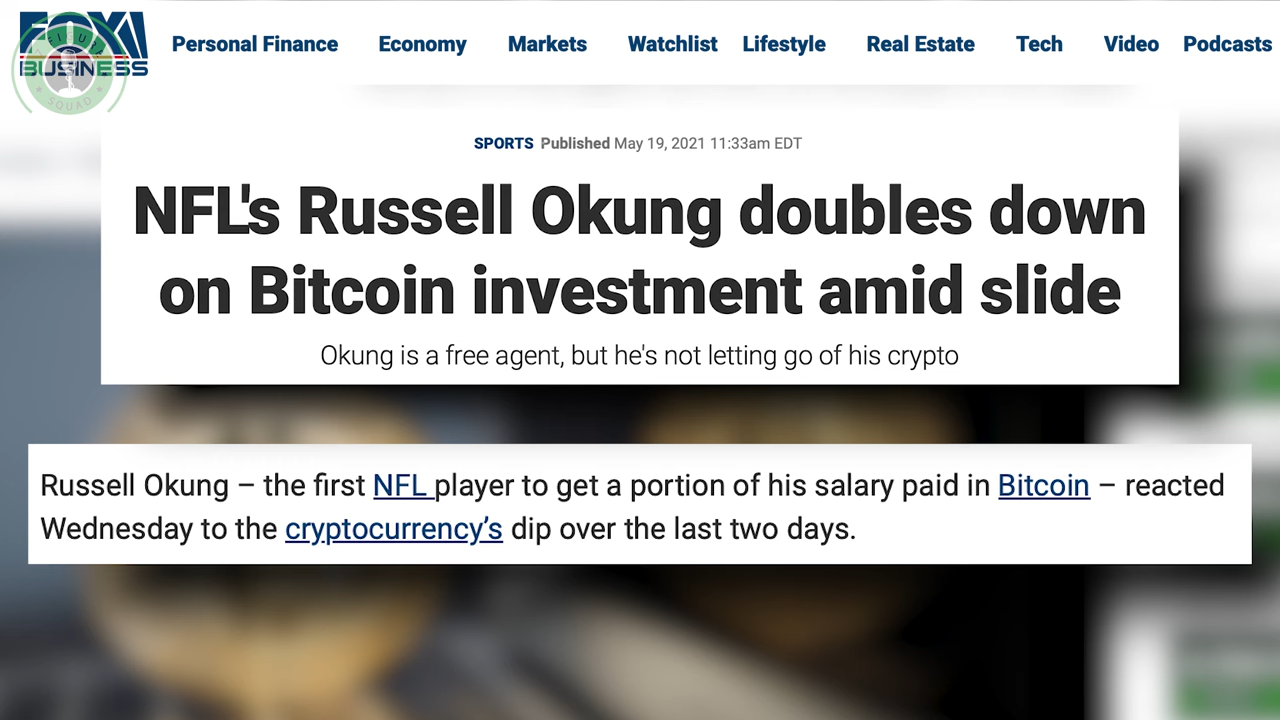 FOX BUSINESS
SQUAD
Personal Finance Economy Markets Watchlist Lifestyle Real Estate Tech Video Podcasts
SPORTS Published May 19, 2021 11:33am EDT
NFL's Russell Okung doubles down
on Bitcoin investment amid slide
Okung is a free agent, but he's not letting go of his crypto
Russell Okung – the first NFL player to get a portion of his salary paid in Bitcoin – reacted
Wednesday to the cryptocurrency’s dip over the last two days.